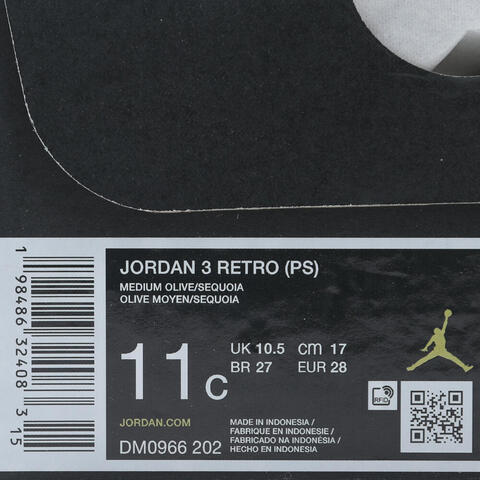 JORDAN 3 RETRO (PS)
MEDIUM OLIVE/SEQUOIA
OLIVE MOYEN/SEQUOIA
11C
UK 10.5 cm 17
BR 27 EUR 28
RFID
JORDAN.COM
DM0966 202
MADE IN INDONESIA/
FABRIQUE EN INDONESIE/
FABRICADO NA INDONÉSIA/
HECHO EN INDONESIA
1 98486 32408 3 15